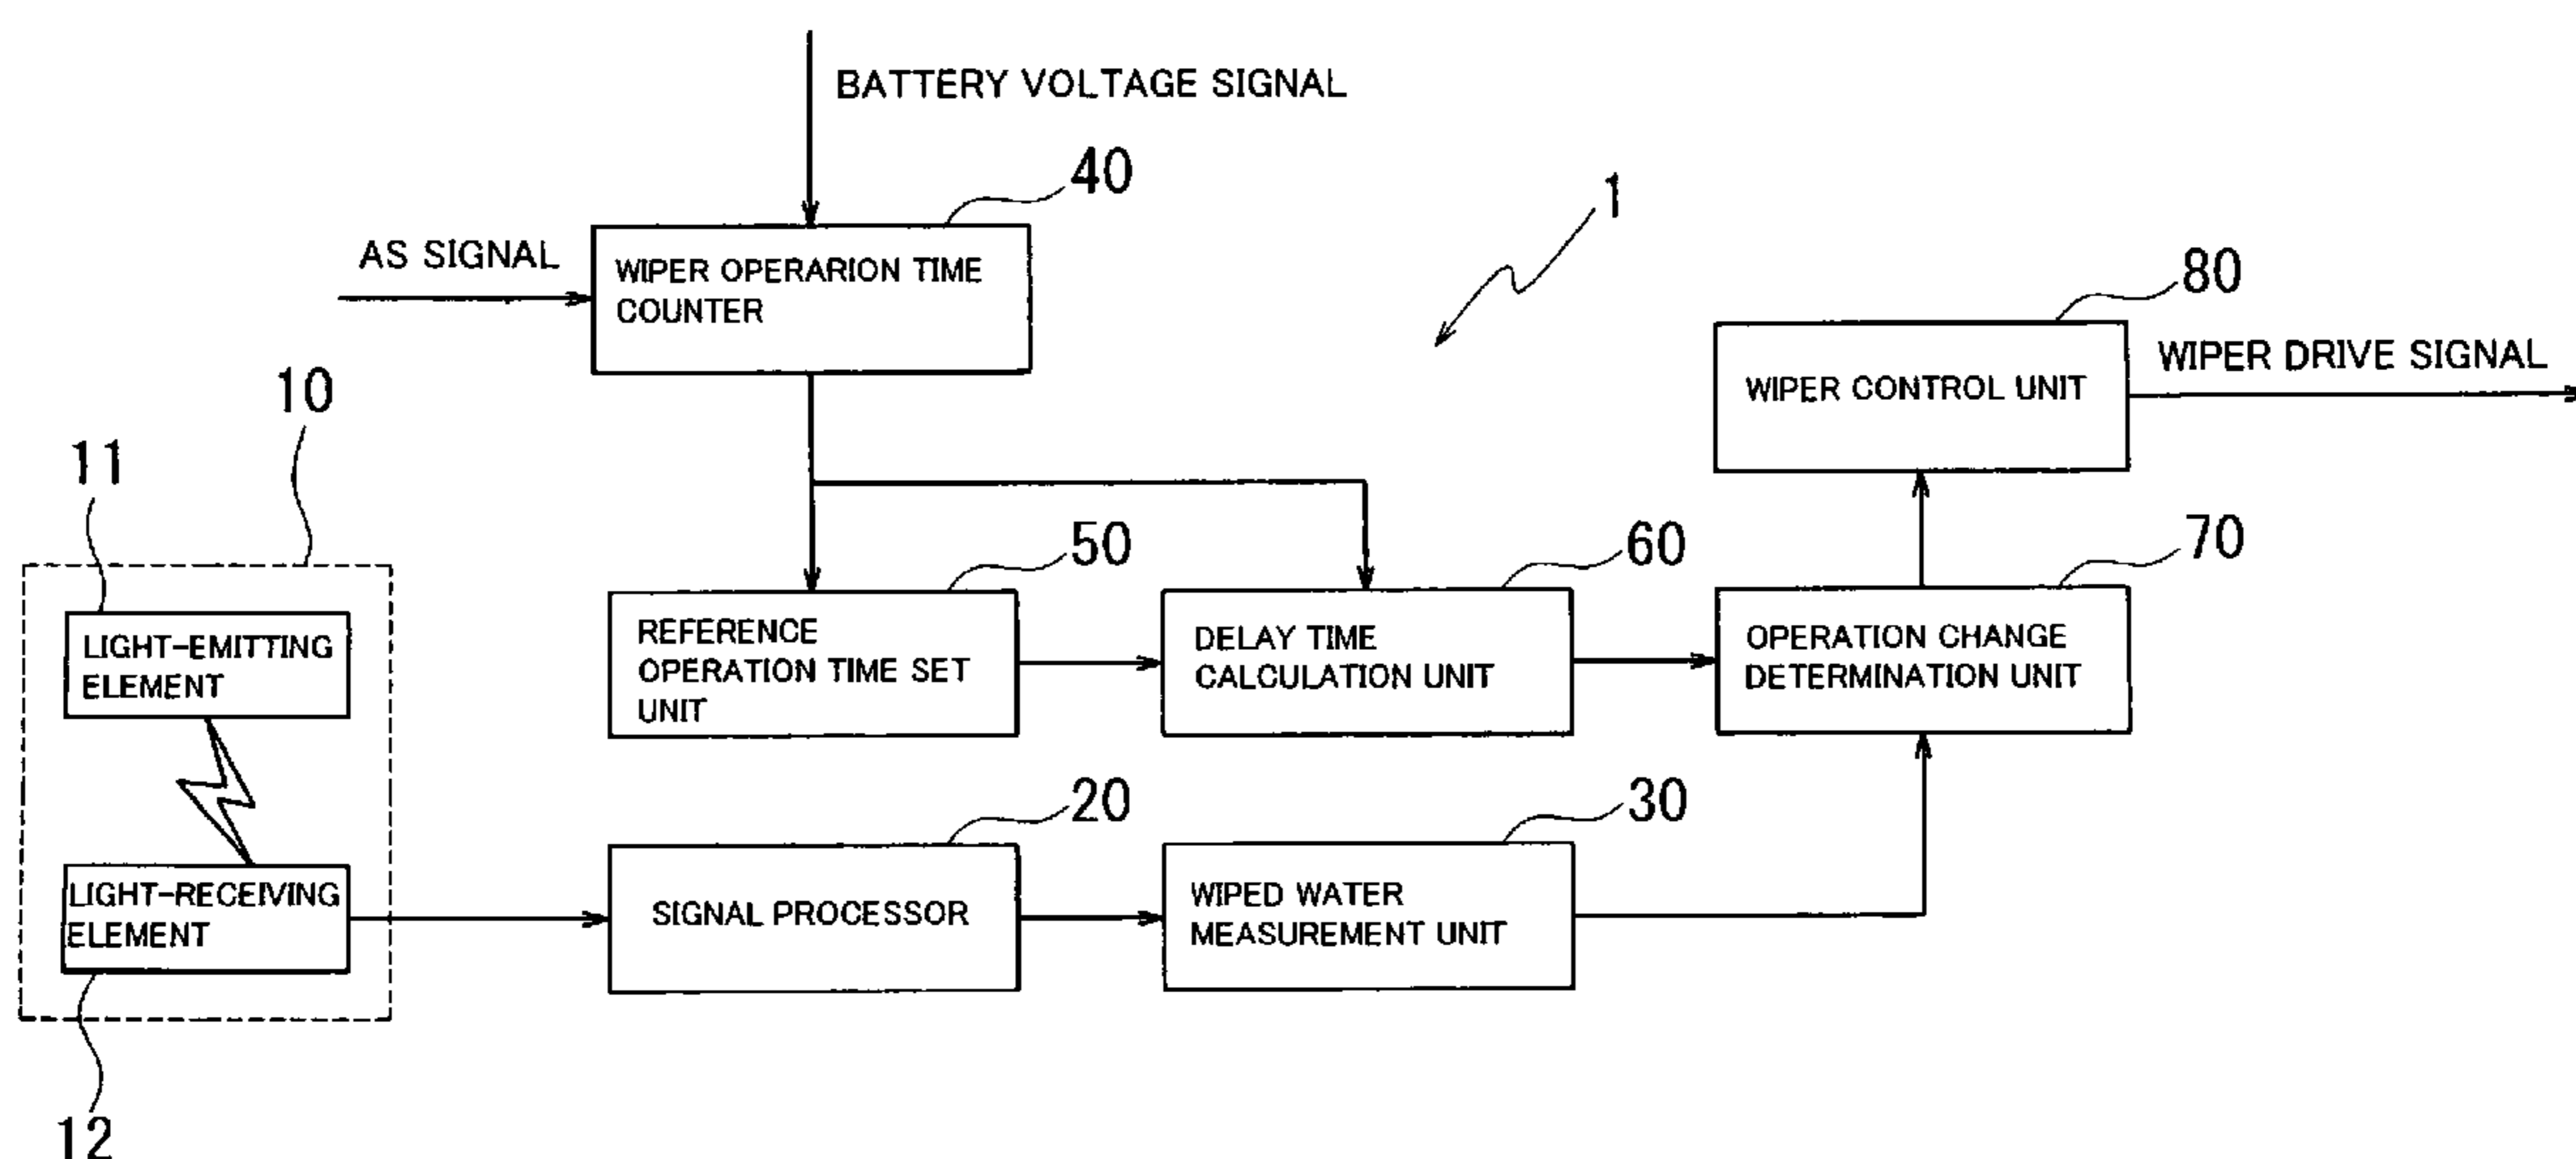 BATTERY VOLTAGE SIGNAL
40
1
AS SIGNAL
WIPER OPERARION TIME
COUNTER
80
WIPER CONTROL UNIT
WIPER DRIVE SIGNAL
10
11
50
60
70
LIGHT-EMITTING
ELEMENT
REFERENCE
OPERATION TIME SET
UNIT
DELAY TIME
CALCULATION UNIT
OPERATION CHANGE
DETERMINATION UNIT
20
30
LIGHT-RECEIVING
ELEMENT
SIGNAL PROCESSOR
WIPED WATER
MEASUREMENT UNIT
12